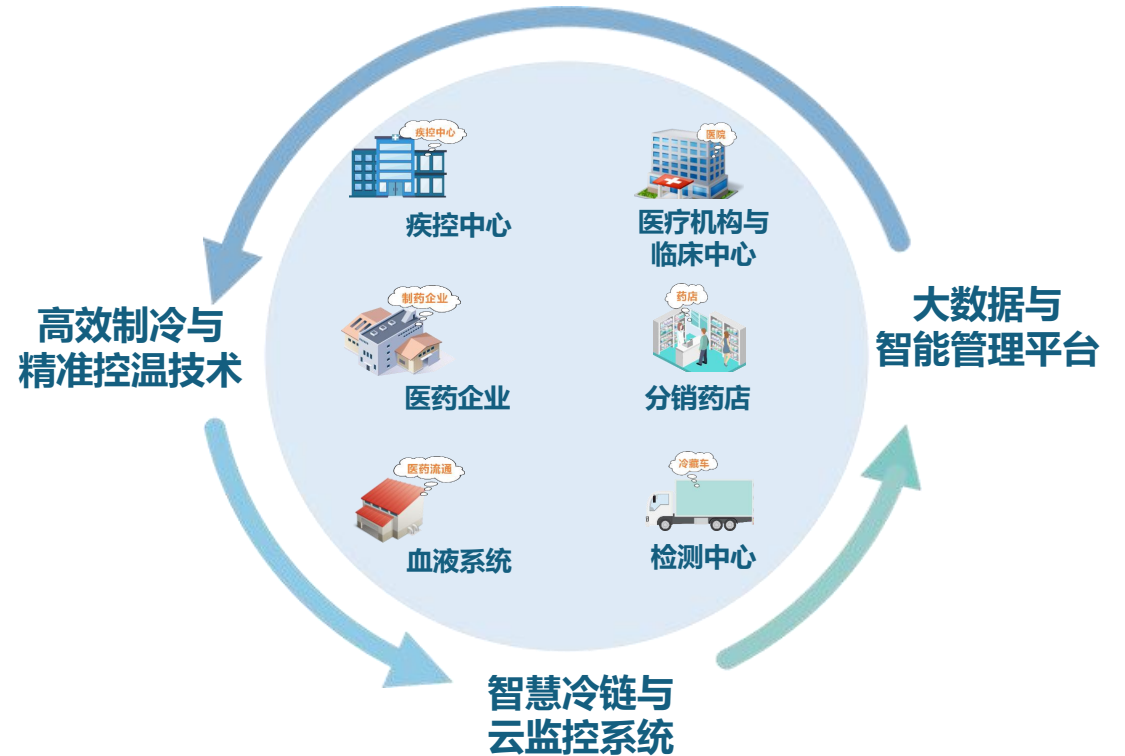 疾控中心
疾控中心
医院
医疗机构与
临床中心
高效制冷与
精准控温技术
制药企业
医药企业
药店
分销药店
大数据与
智能管理平台
医药流通
血液系统
冷藏车
检测中心
智慧冷链与
云监控系统